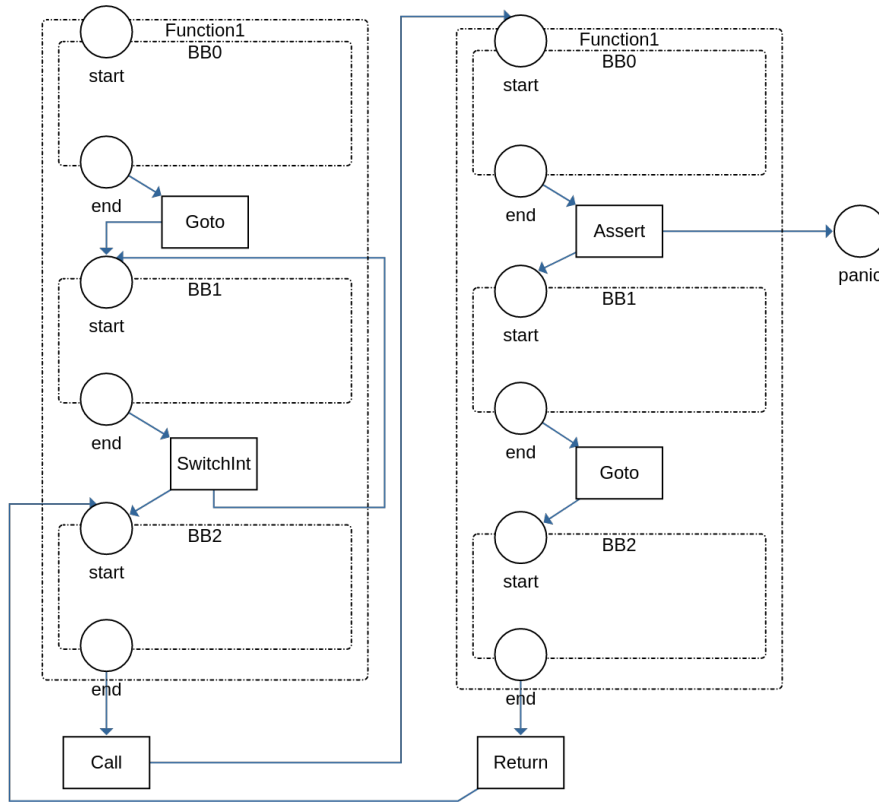 Function1
BB0
start
end
Goto
BB1
start
end
SwitchInt
BB2
start
end
Call
Function1
BB0
start
end
Assert
panic
BB1
start
end
Goto
BB2
start
end
Return